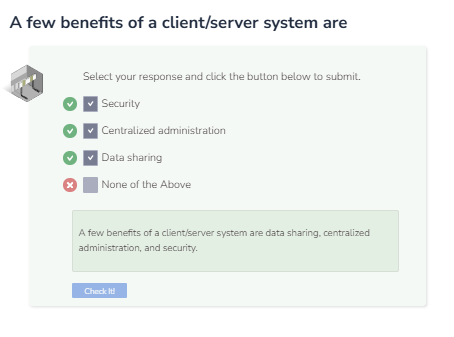 A few benefits of a client/server system are
Select your response and click the button below to submit.
Security
Centralized administration
Data sharing
None of the Above
A few benefits of a client/server system are data sharing, centralized
administration, and security.
Check It!